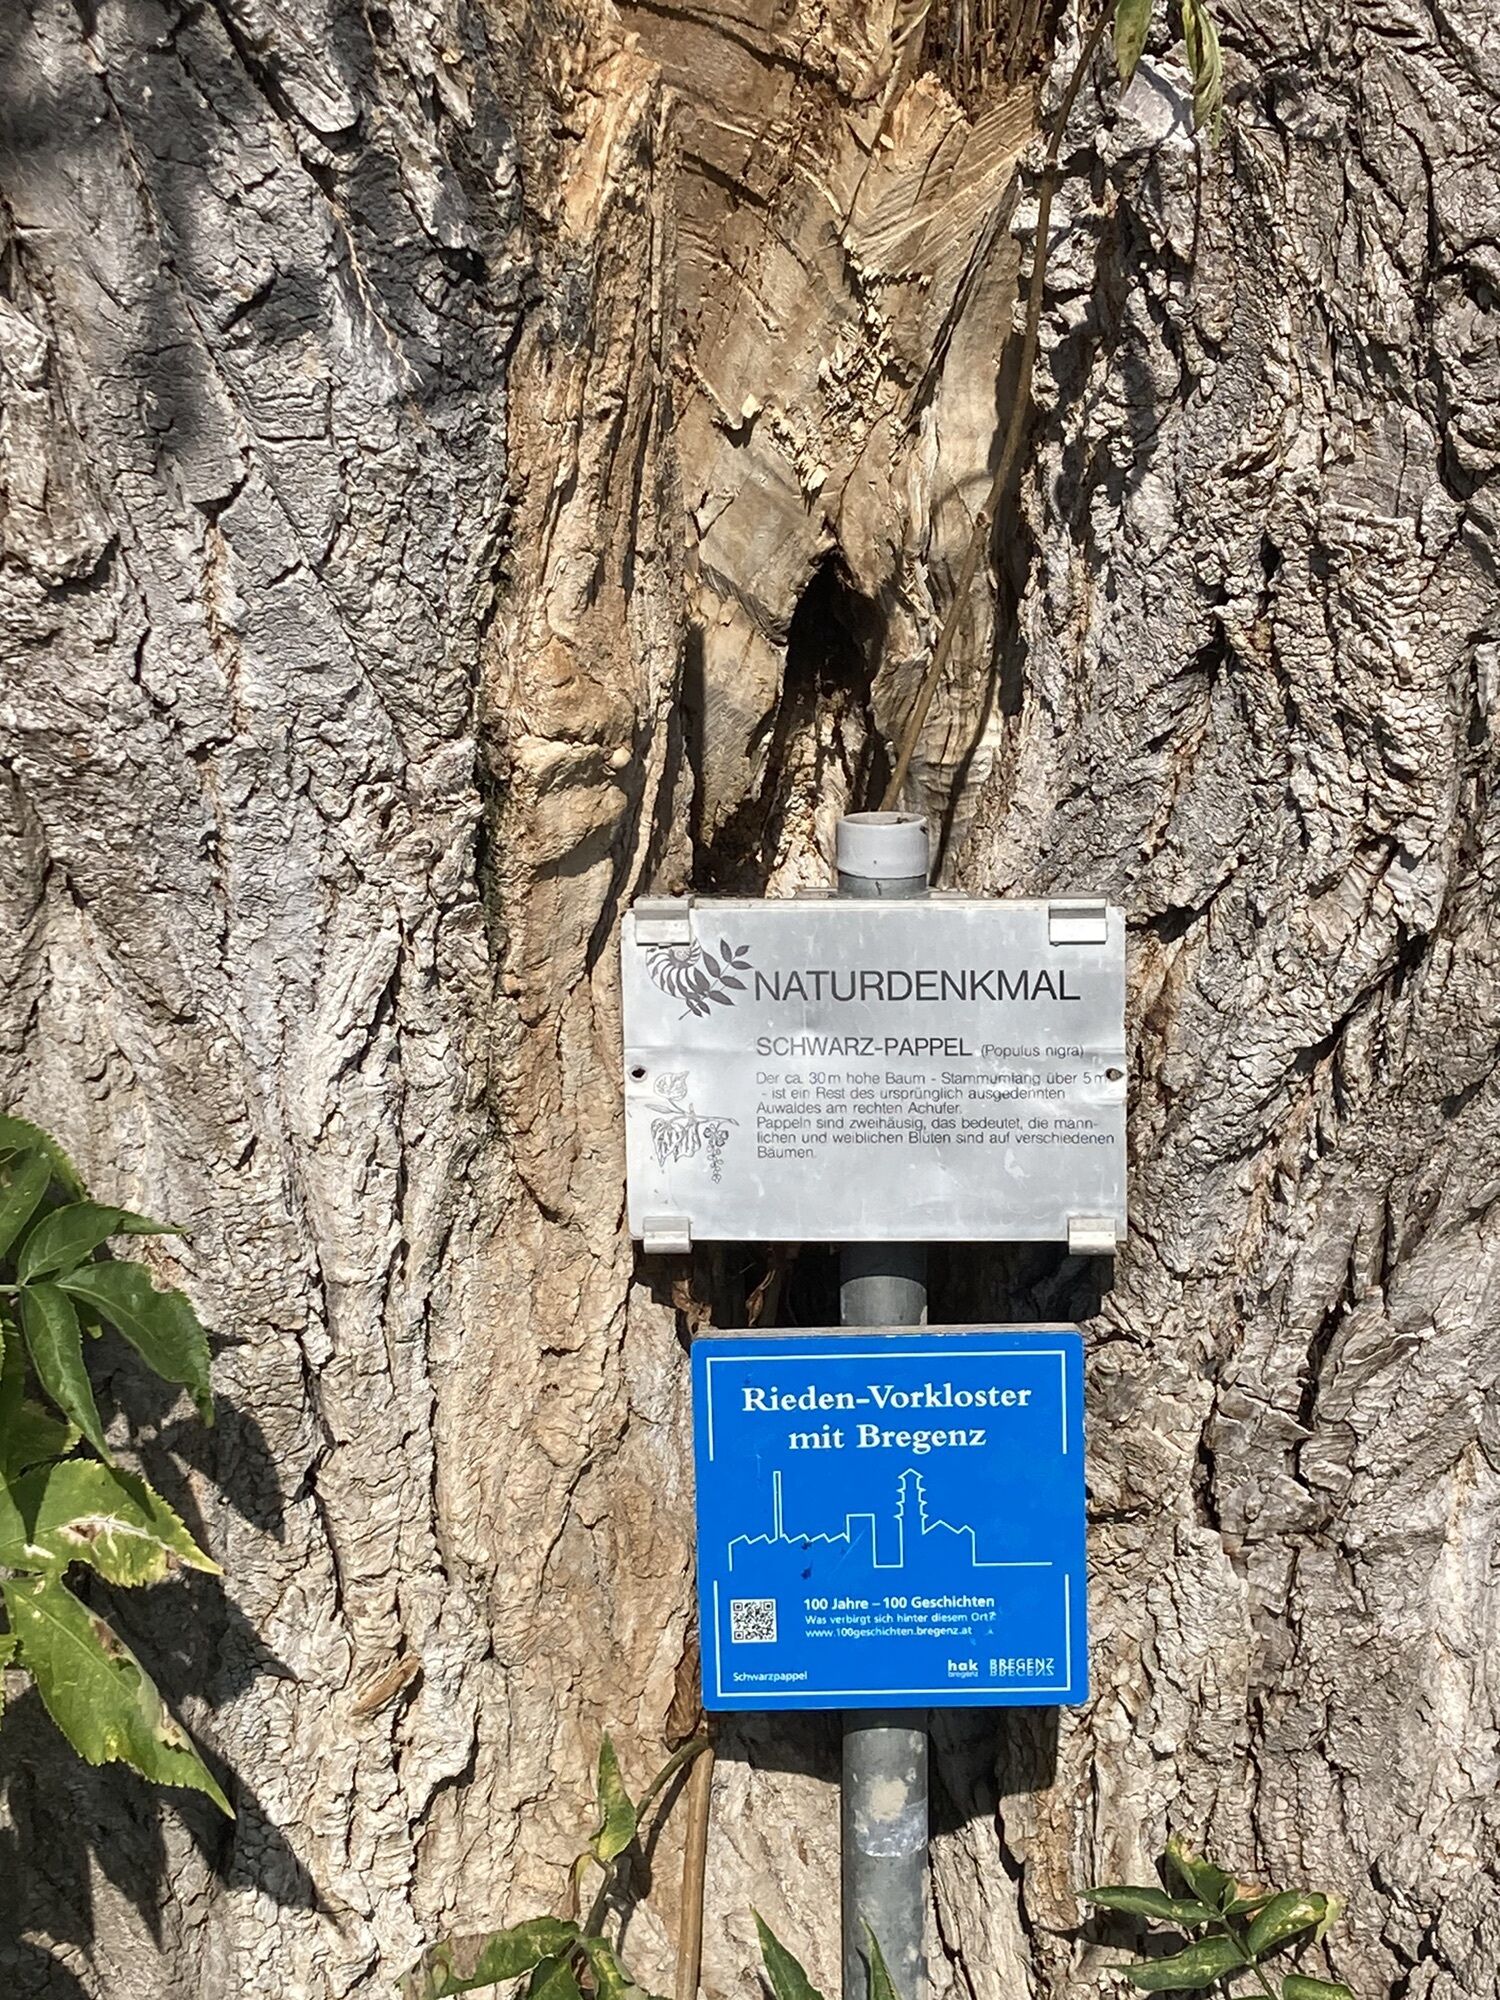 NATURDENKMAL
SCHWARZ-PAPPEL (Populus nigra)
Der ca. 30m hohe Baum - Stammumfang über 5m
- ist ein Rest des ursprünglich ausgedehnten
Auwaldes am rechten Achufer.
Pappeln sind zweihäusig, das bedeutet, die männ-
lichen und weiblichen Blüten sind auf verschiedenen
Bäumen.
Rieden-Vorkloster
mit Bregenz
100 Jahre – 100 Geschichten
Was verbirgt sich hinter diesem Ort?
www.100geschichten.bregenz.at
Schwarzpappel
hak
bregenz
BREGENZ